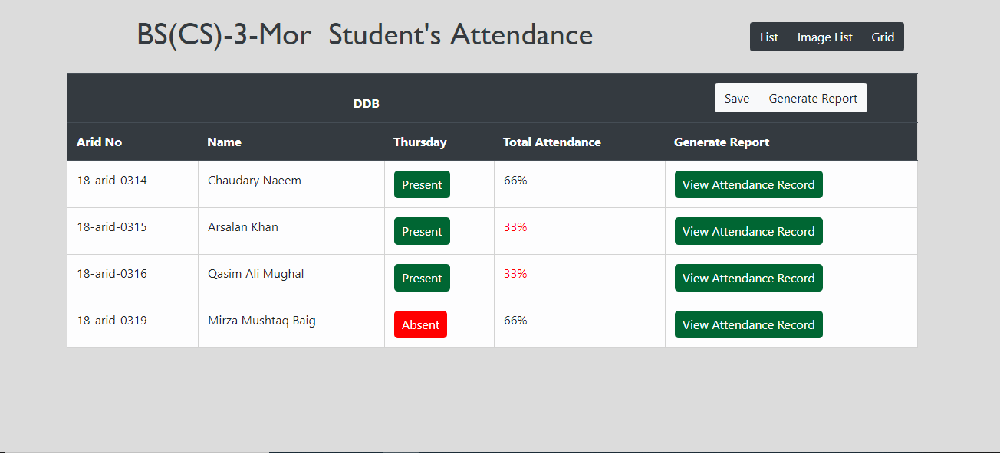 BS(CS)-3-Mor Student's Attendance
List Image List Grid
DDB
Save Generate Report
Arid No Name Thursday Total Attendance Generate Report
18-arid-0314 Chaudary Naeem Present 66% View Attendance Record
18-arid-0315 Arsalan Khan Present 33% View Attendance Record
18-arid-0316 Qasim Ali Mughal Present 33% View Attendance Record
18-arid-0319 Mirza Mushtaq Baig Absent 66% View Attendance Record